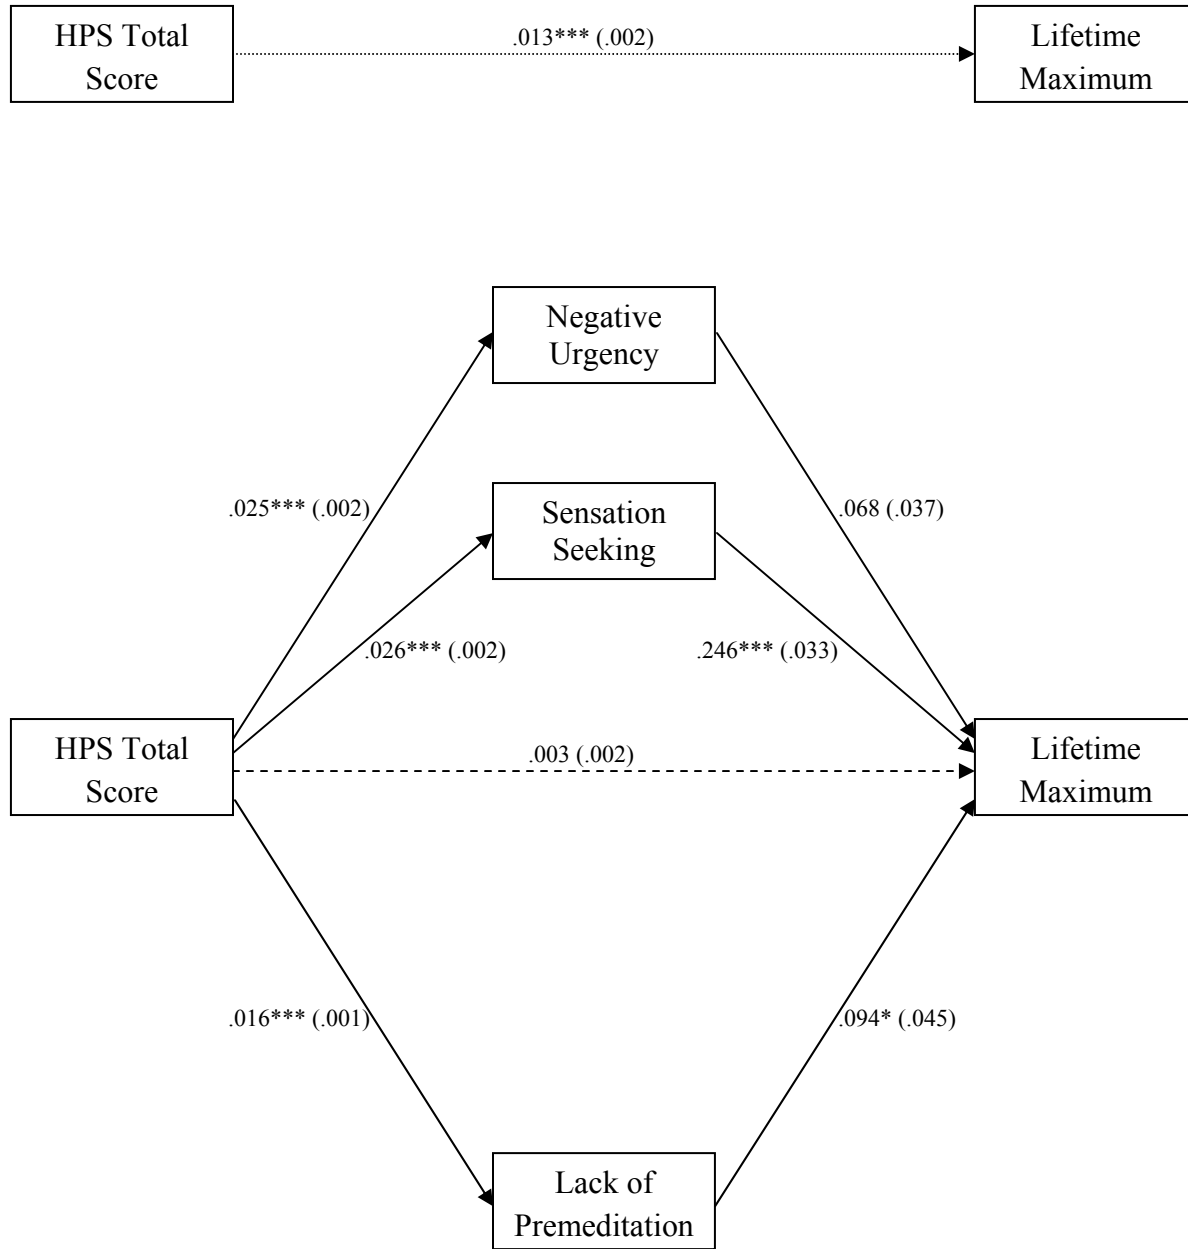 HPS Total
Score
.013*** (.002)
Lifetime
Maximum
Negative
Urgency
.025*** (.002)
.068 (.037)
Sensation
Seeking
.026*** (.002)
.246*** (.033)
HPS Total
Score
.003 (.002)
Lifetime
Maximum
.016*** (.001)
.094* (.045)
Lack of
Premeditation